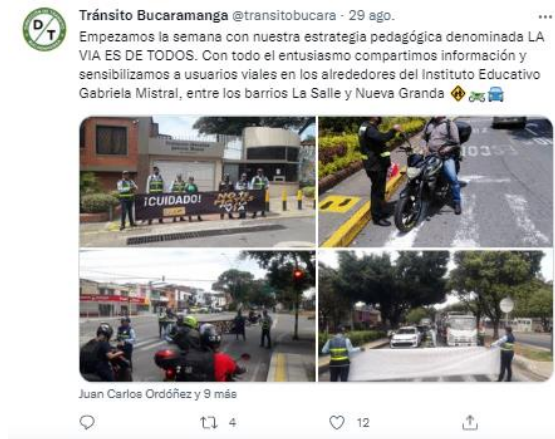 D/T
Tránsito Bucaramanga @transitobucara · 29 ago.
Empezamos la semana con nuestra estrategia pedagógica denominada LA
VIA ES DE TODOS. Con todo el entusiasmo compartimos información y
sensibilizamos a usuarios viales en los alrededores del Instituto Educativo
Gabriela Mistral, entre los barrios La Salle y Nueva Granda
¡CUIDADO!
Juan Carlos Ordóñez y 9 más
4
12